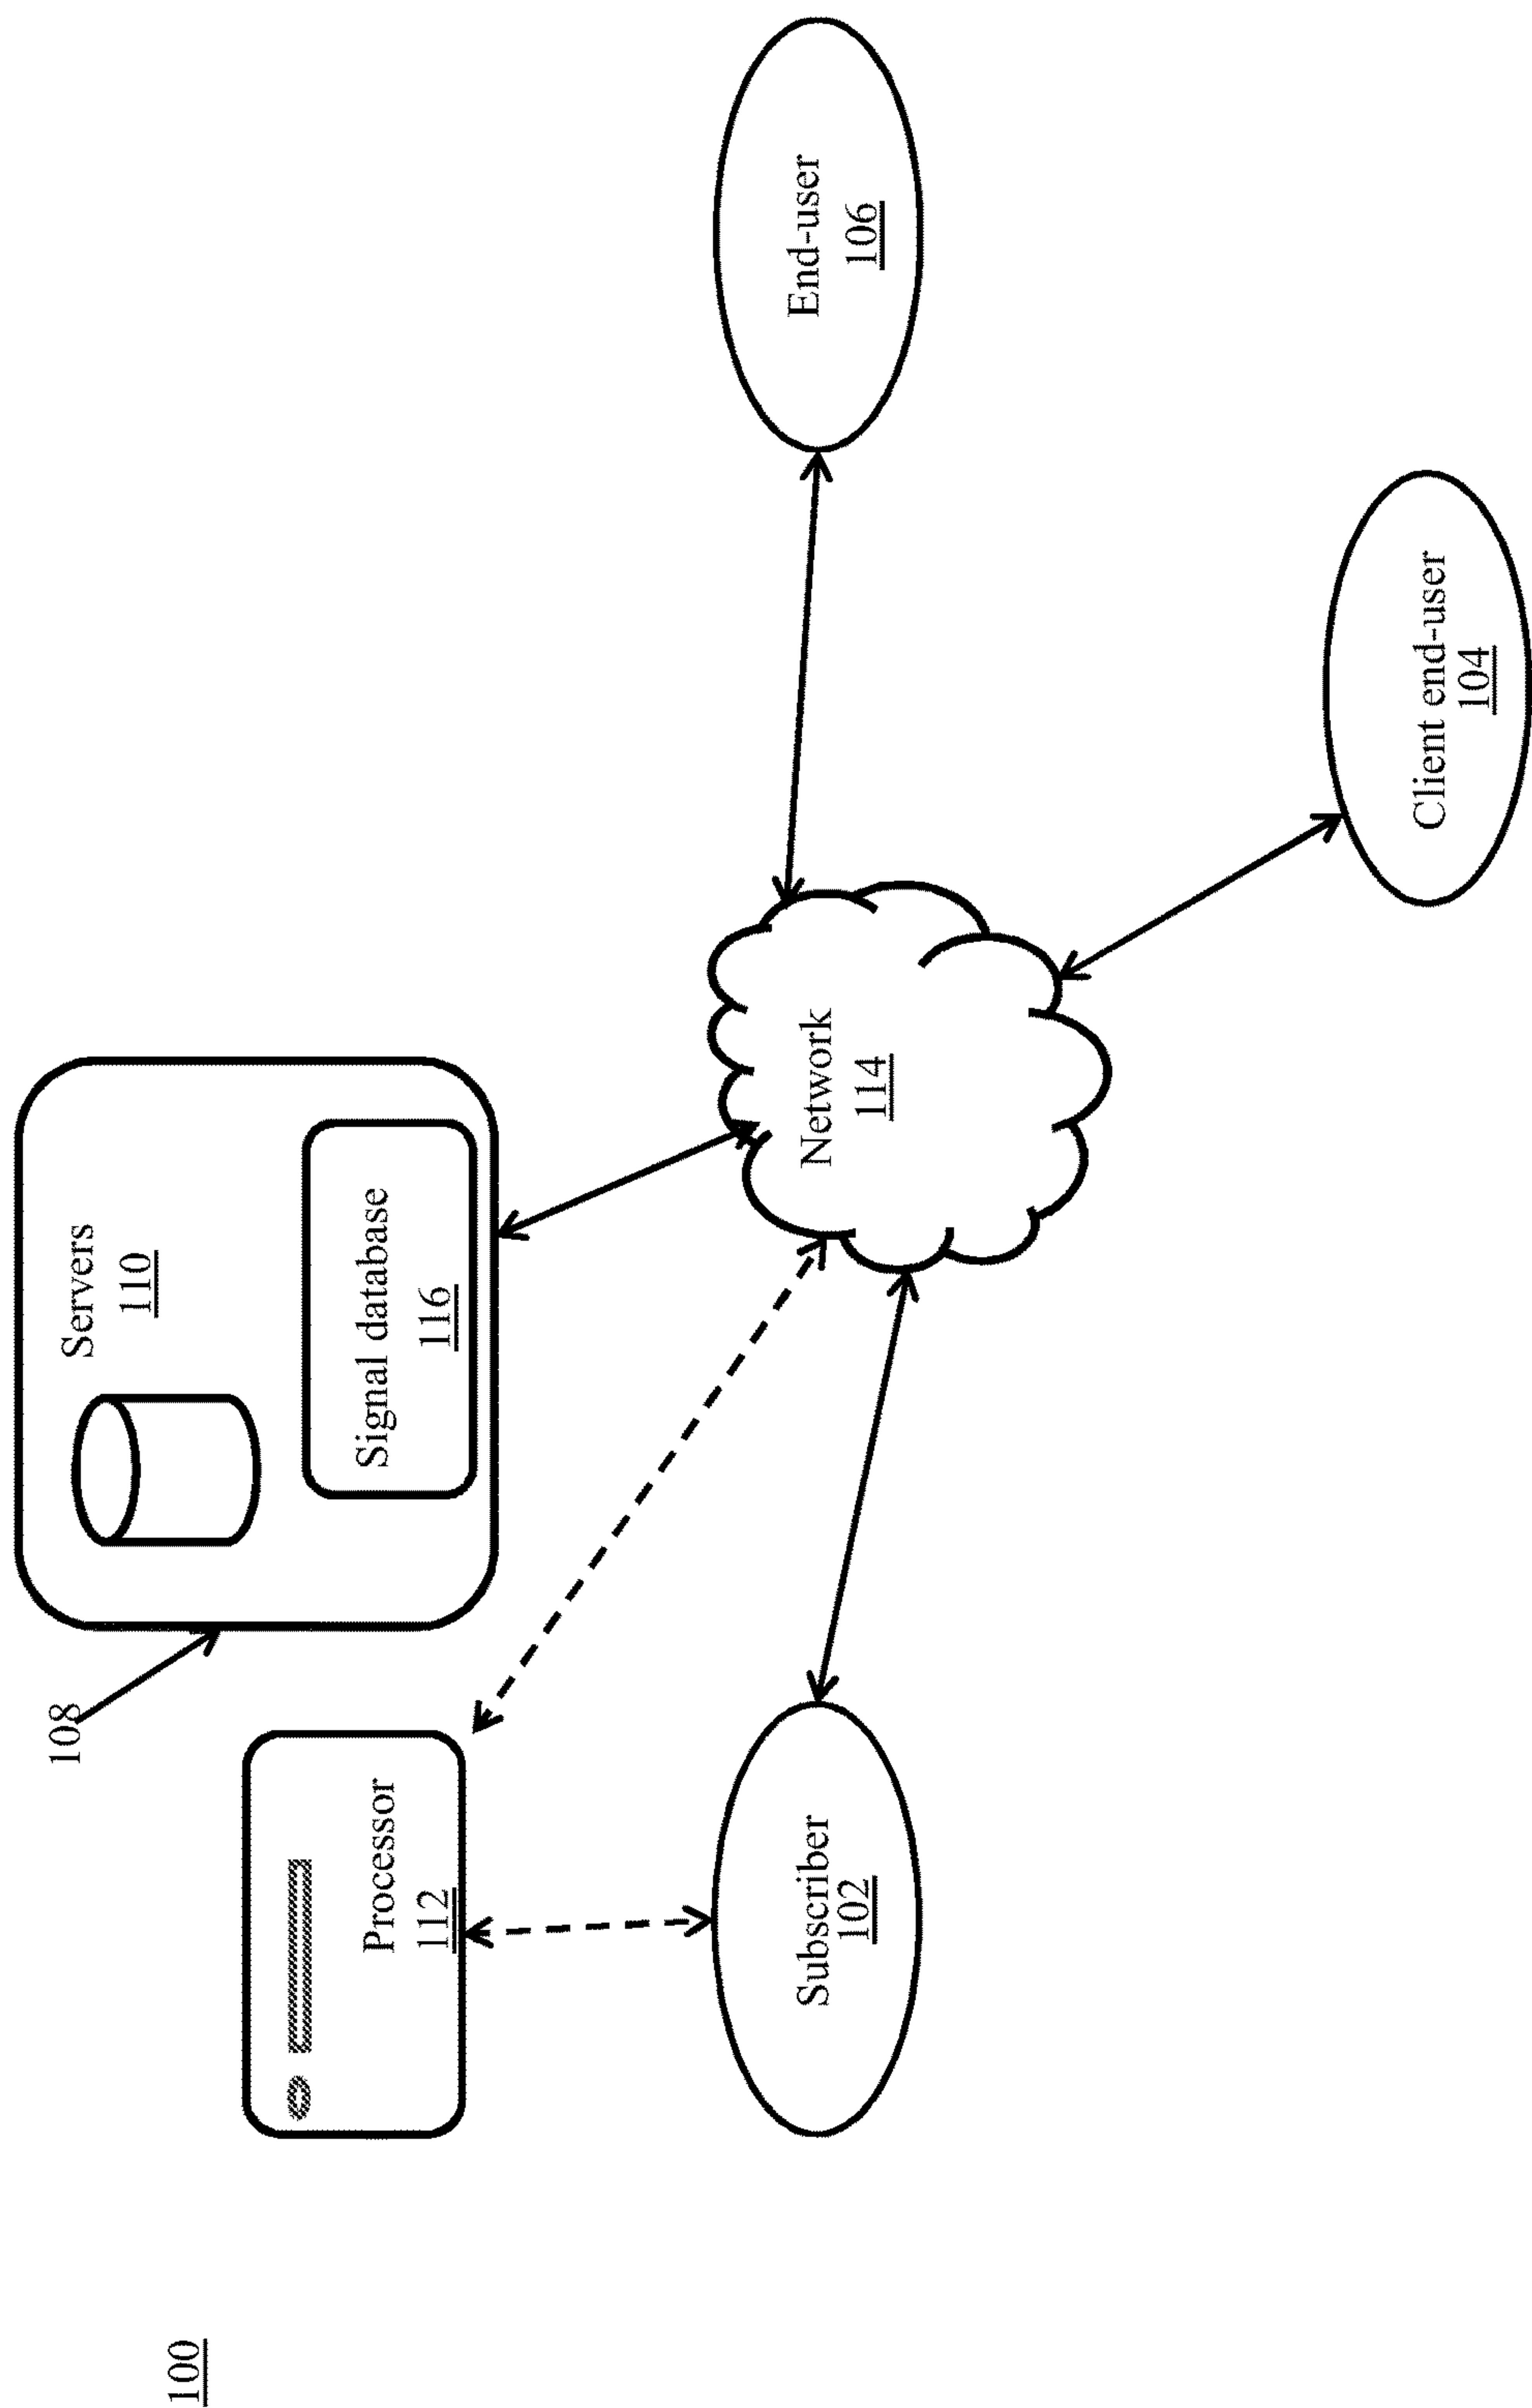 100
108
Servers
110
Signal database
116
Processor
112
Subscriber
102
Network
114
End-user
106
Client end-user
104